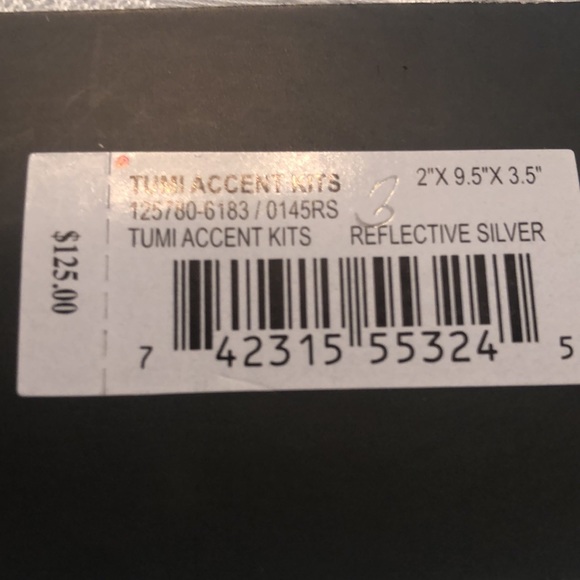 TUMI ACCENT KITS 2"X 9.5"X 3.5"
125780-6183 / 0145RS 3
TUMI ACCENT KITS REFLECTIVE SILVER
$125.00
7 42315 55324 5